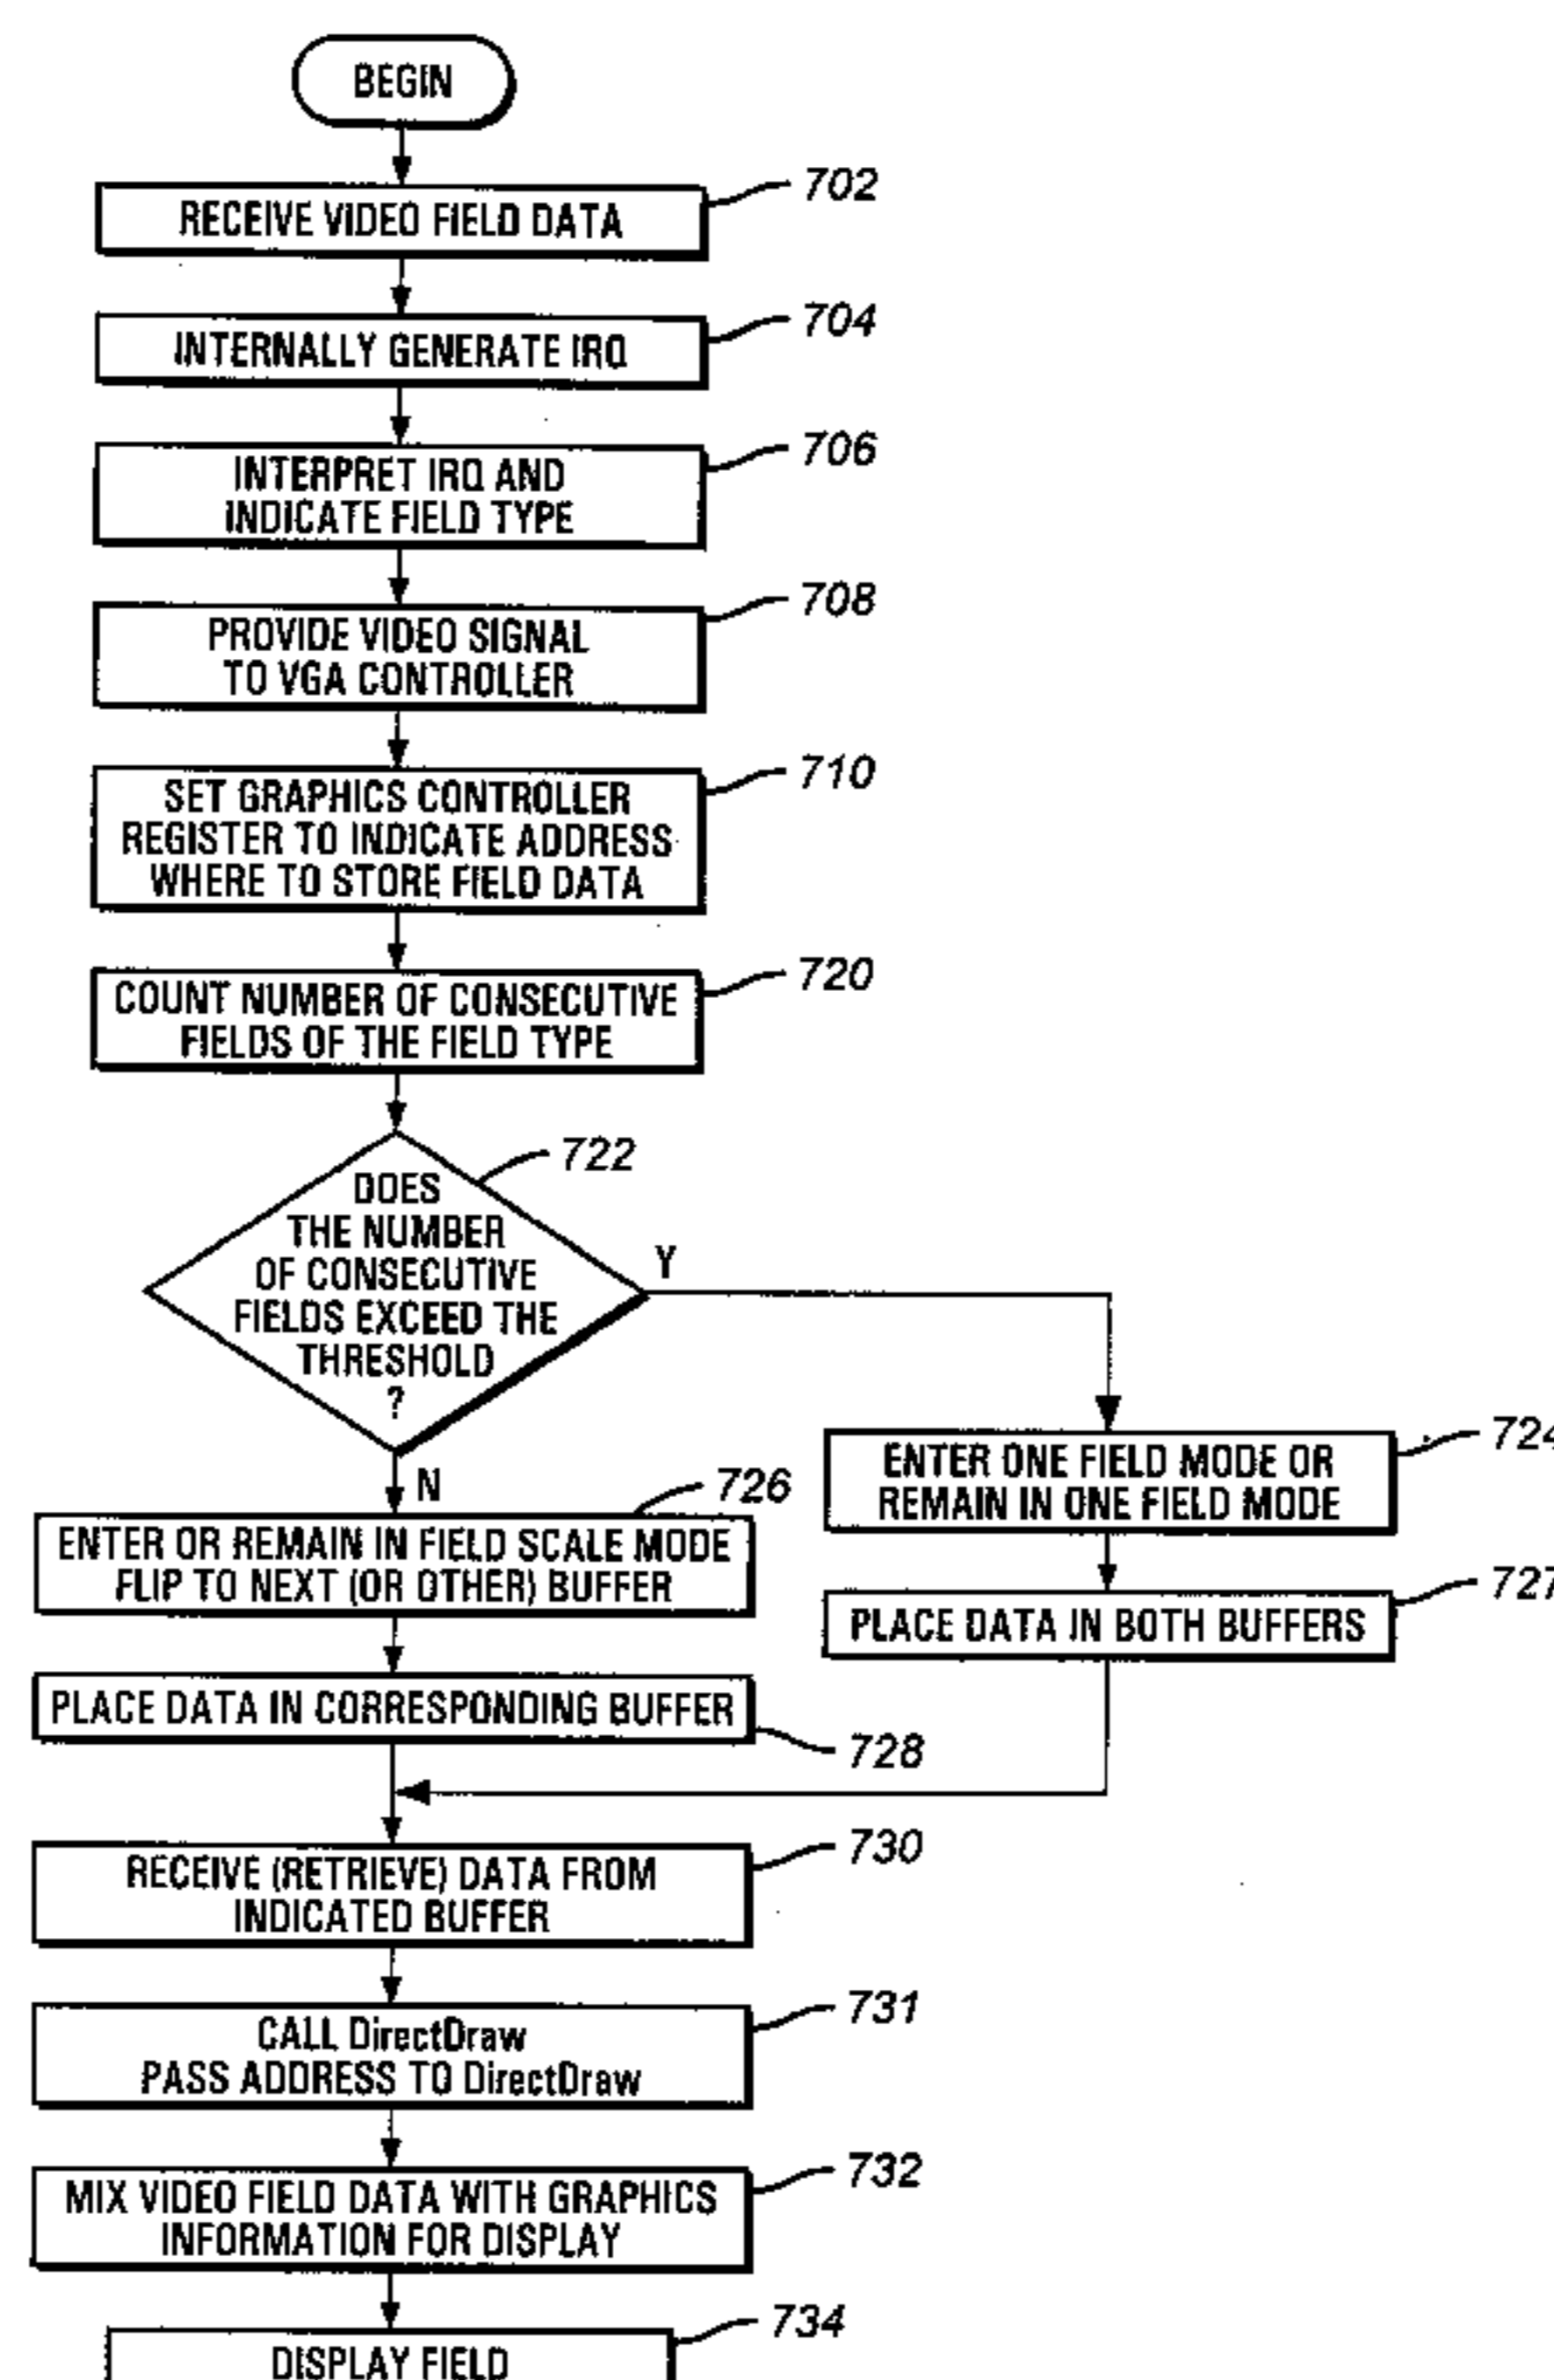 BEGIN
702
RECEIVE VIDEO FIELD DATA
704
INTERNALLY GENERATE IRQ
706
INTERPRET IRQ AND
INDICATE FIELD TYPE
708
PROVIDE VIDEO SIGNAL
TO VGA CONTROLLER
710
SET GRAPHICS CONTROLLER
REGISTER TO INDICATE ADDRESS
WHERE TO STORE FIELD DATA
720
COUNT NUMBER OF CONSECUTIVE
FIELDS OF THE FIELD TYPE
722
DOES
THE NUMBER
OF CONSECUTIVE
FIELDS EXCEED THE
THRESHOLD
?
Y
N
724
ENTER ONE FIELD MODE OR
REMAIN IN ONE FIELD MODE
726
ENTER OR REMAIN IN FIELD SCALE MODE
FLIP TO NEXT (OR OTHER) BUFFER
727
PLACE DATA IN BOTH BUFFERS
PLACE DATA IN CORRESPONDING BUFFER
728
730
RECEIVE (RETRIEVE) DATA FROM
INDICATED BUFFER
731
CALL DirectDraw
PASS ADDRESS TO DirectDraw
732
MIX VIDEO FIELD DATA WITH GRAPHICS
INFORMATION FOR DISPLAY
734
DISPLAY FIELD